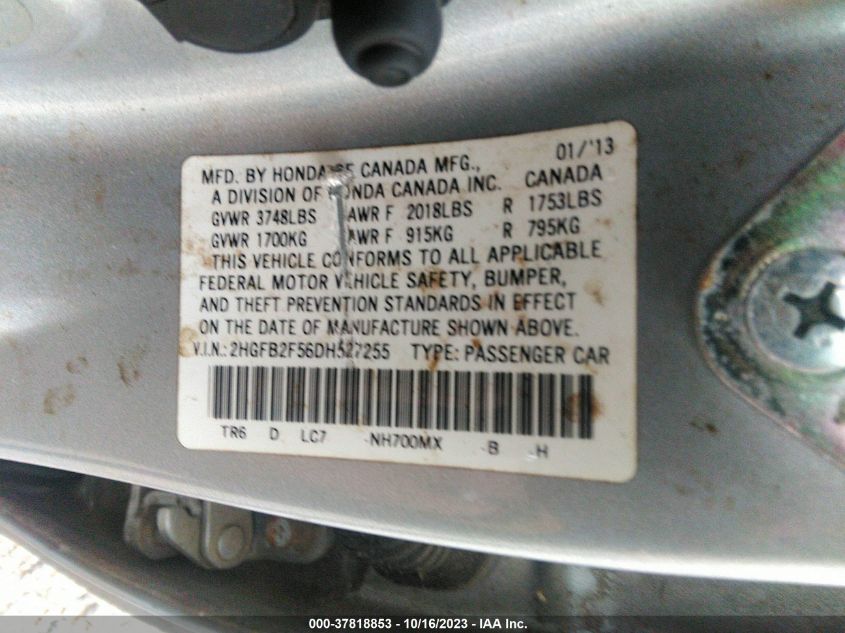 MFD. BY HONDA OF CANADA MFG., 01/'13
A DIVISION OF HONDA CANADA INC. CANADA
GVWR 3748LBS GAWR F 2018LBS R 1753LBS
GVWR 1700KG GAWR F 915KG R 795KG
THIS VEHICLE CONFORMS TO ALL APPLICABLE
FEDERAL MOTOR VEHICLE SAFETY, BUMPER,
AND THEFT PREVENTION STANDARDS IN EFFECT
ON THE DATE OF MANUFACTURE SHOWN ABOVE.
V.I.N.: 2HGFB2F56DH527255 TYPE: PASSENGER CAR
TR6 D LC7 -NH700MX -B -H
000-37818853 - 10/16/2023 - IAA Inc.